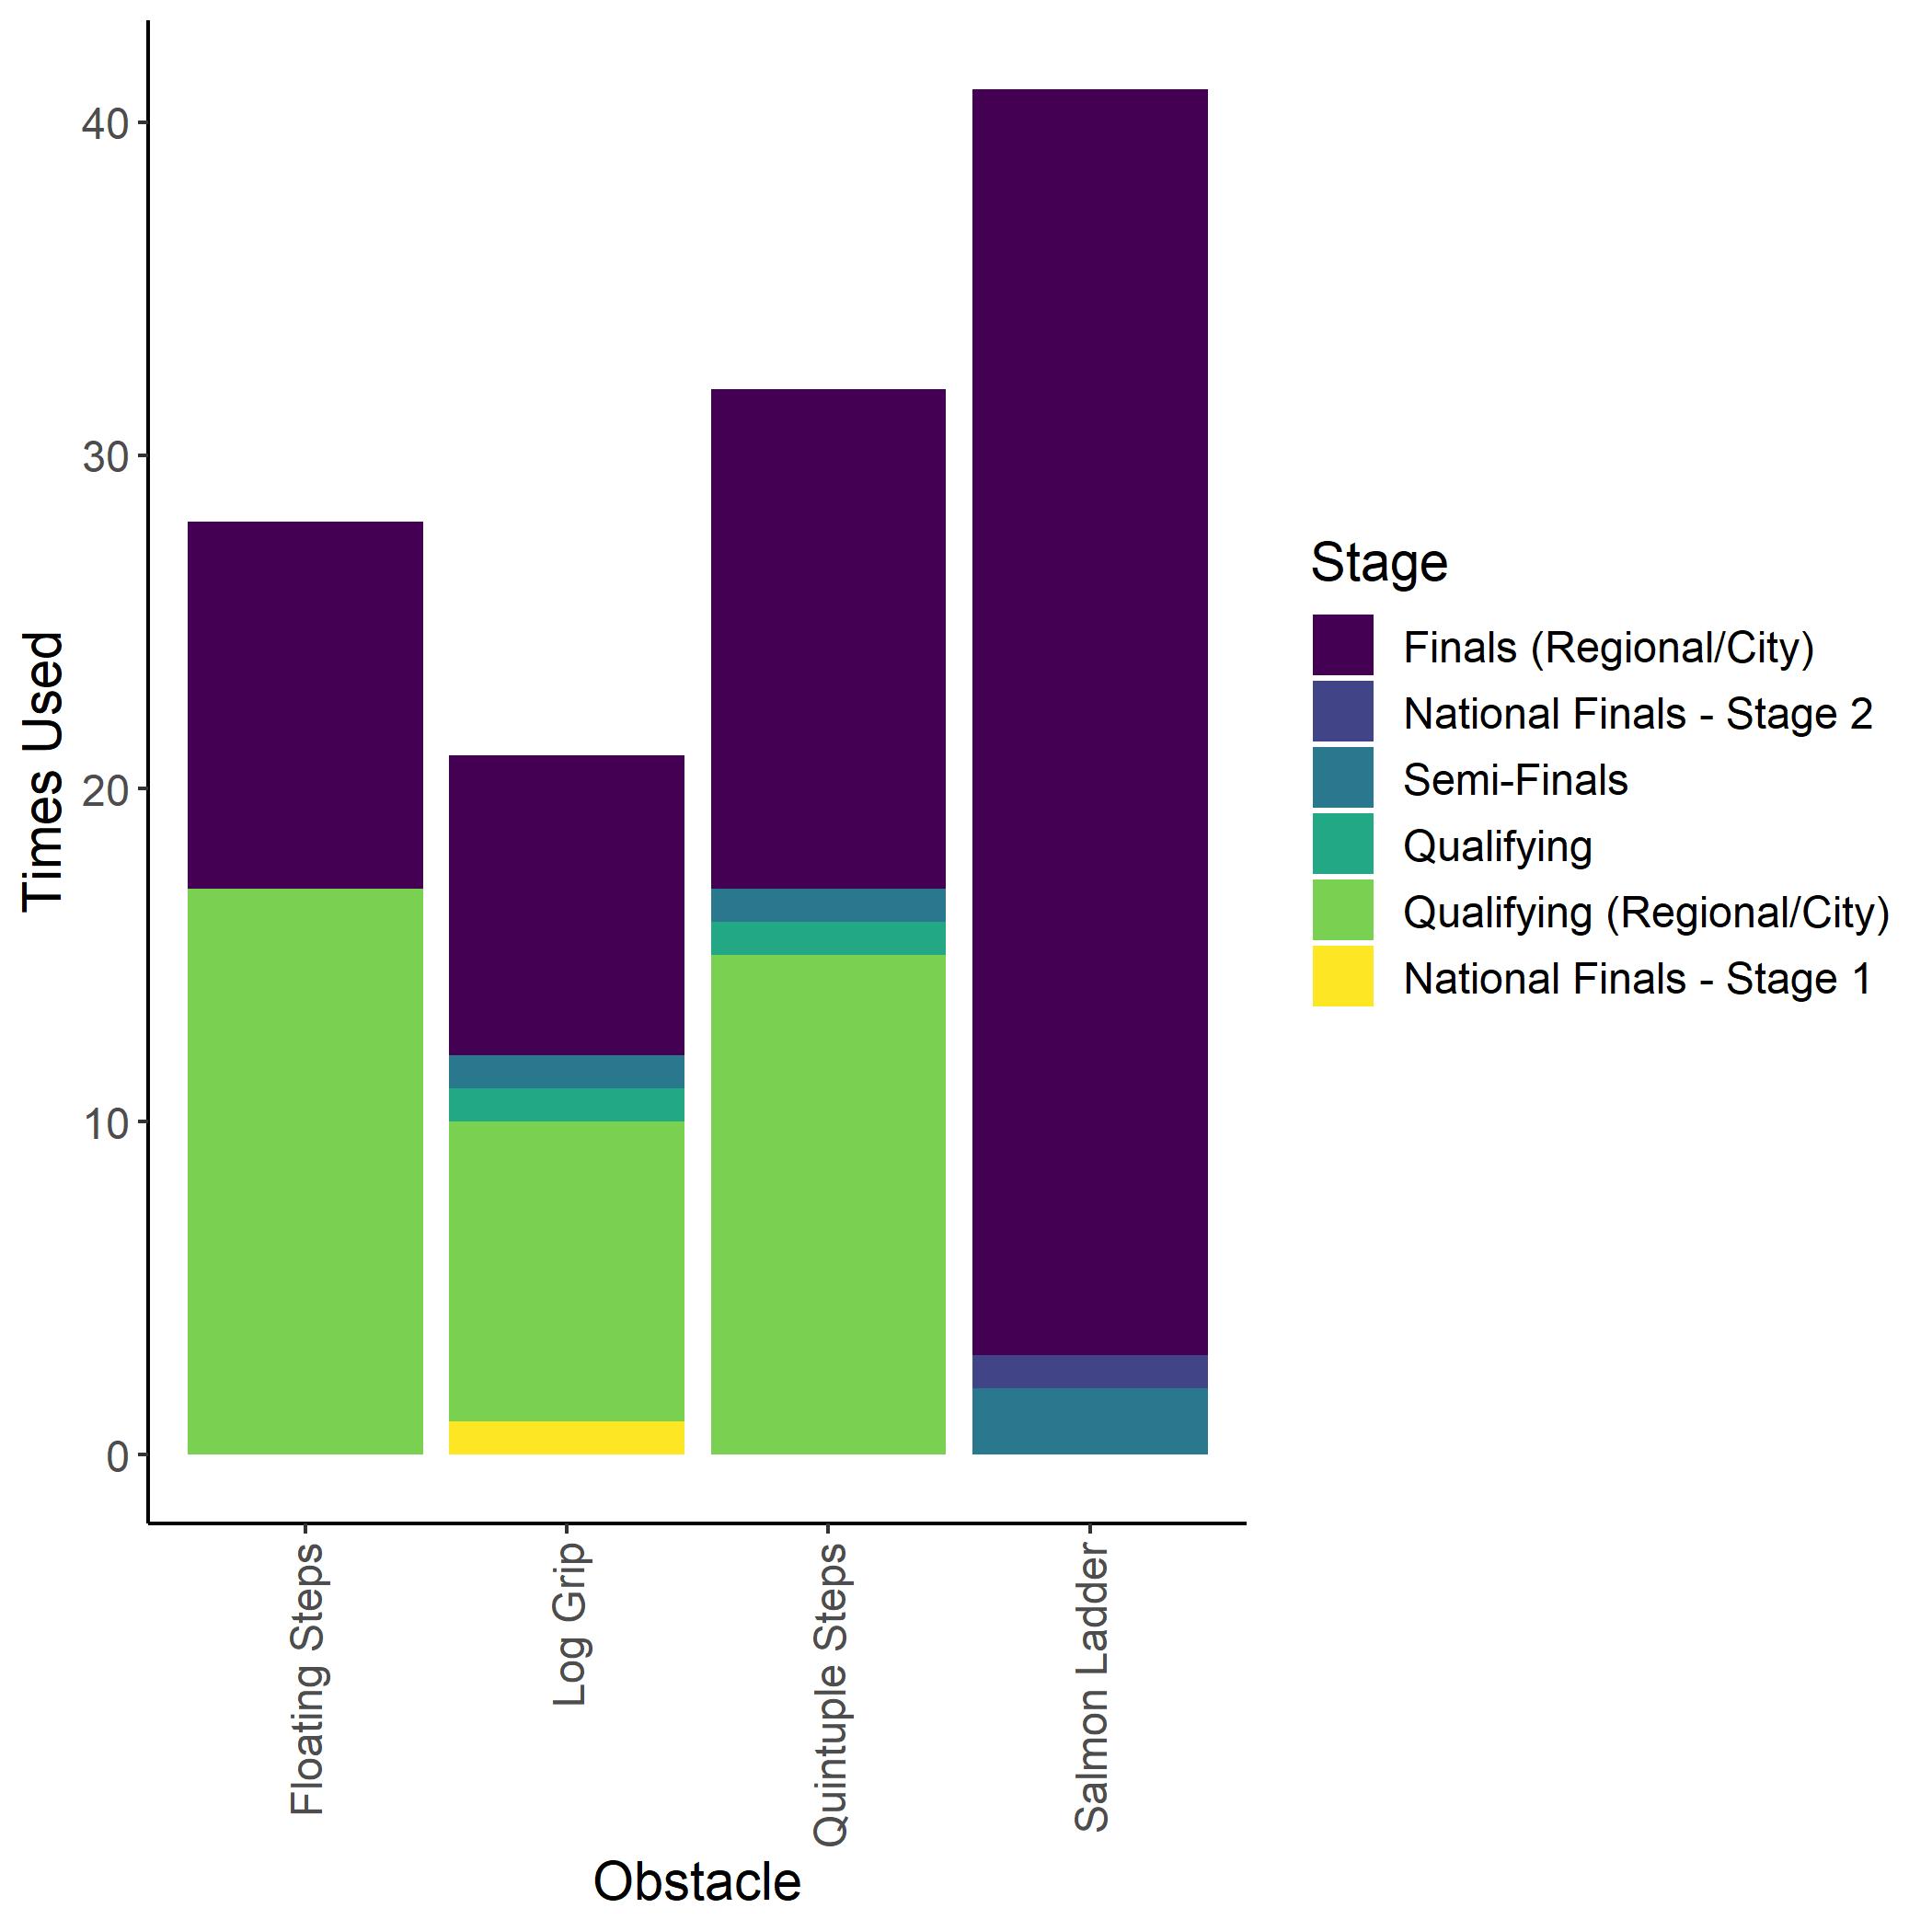 Times Used
40
30
20
10
0
Floating Steps
Log Grip
Quintuple Steps
Salmon Ladder
Obstacle
Stage
Finals (Regional/City)
National Finals - Stage 2
Semi-Finals
Qualifying
Qualifying (Regional/City)
National Finals - Stage 1